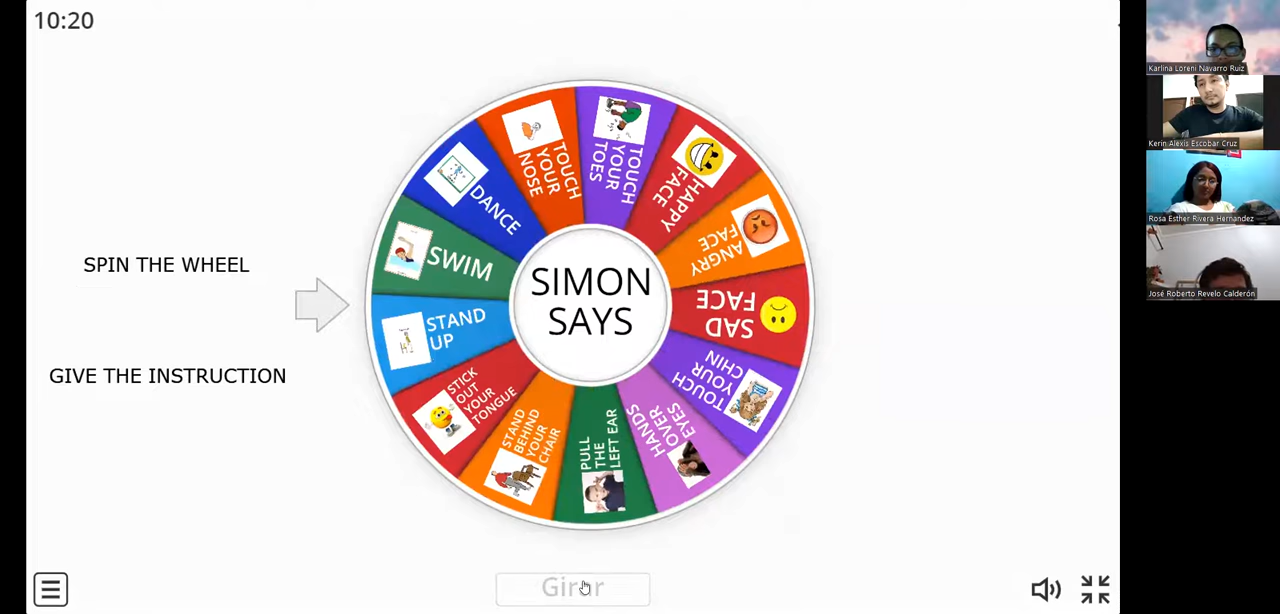 10:20
SPIN THE WHEEL
GIVE THE INSTRUCTION
SIMON
SAYS
TOUCH
YOUR
TOES
HAPPY
FACE
ANGRY
FACE
SAD
FACE
TOUCH
YOUR
CHIN
HANDS
OVER
EYES
PULL
THE
LEFT EAR
STAND
BEHIND
YOUR
CHAIR
STICK
OUT
YOUR
TONGUE
STAND
UP
SWIM
DANCE
TOUCH
YOUR
NOSE
Girar
Karlina Loreni Navarro Ruiz
Kerin Alexis Escobar Cruz
Rosa Esther Rivera Hernandez
José Roberto Revelo Calderón